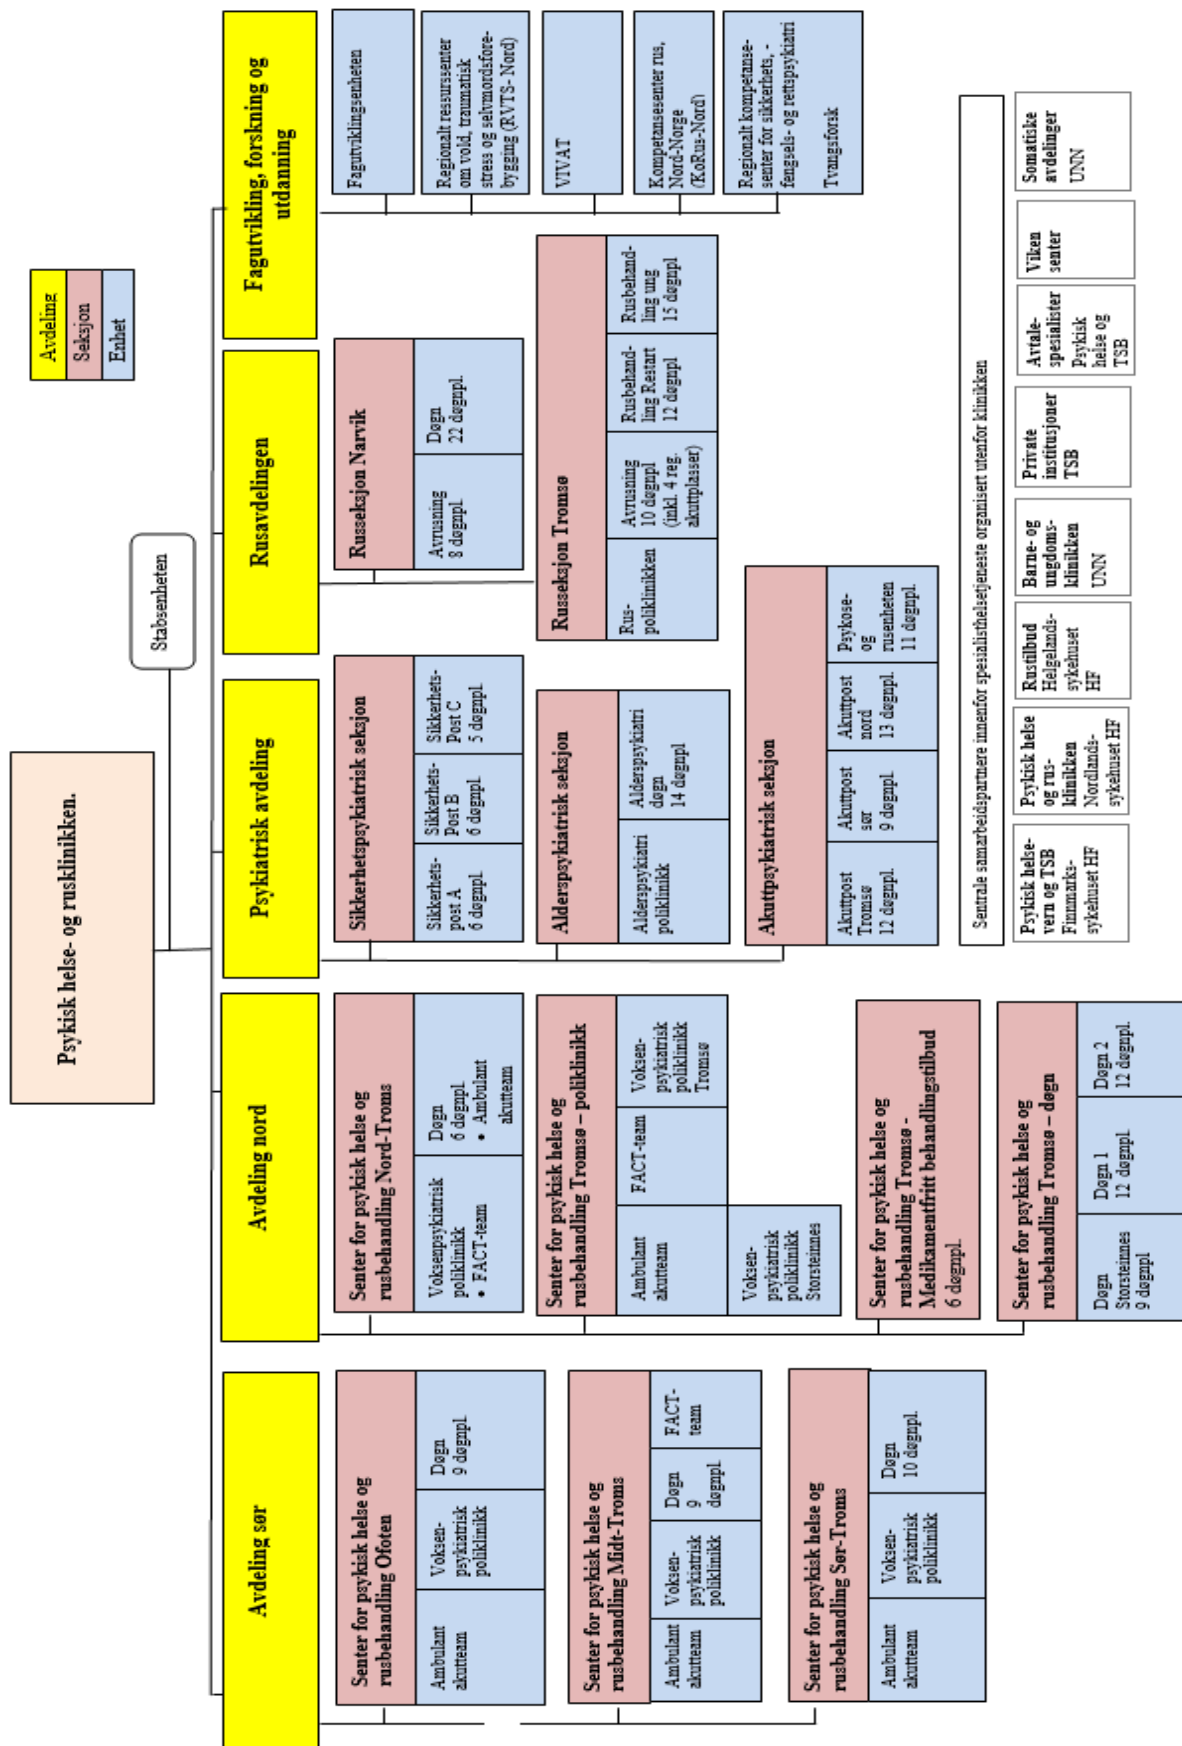 Psykisk helse- og rusklinikken.
Stabsenheten
Avdeling
Seksjon
Enhet
Avdeling sør
Senter for psykisk helse og
rusbehandling Ofoten
Ambulant
akutteam
Voksen-
psykiatrisk
poliklinikk
Døgn
9 døgnpl.
Senter for psykisk helse og
rusbehandling Midt-Troms
Ambulant
akutteam
Voksen-
psykiatrisk
poliklinikk
Døgn
9
døgnpl.
FACT-
team
Senter for psykisk helse og
rusbehandling Sør-Troms
Ambulant
akutteam
Voksen-
psykiatrisk
poliklinikk
Døgn
10 døgnpl.
Avdeling nord
Senter for psykisk helse og
rusbehandling Nord-Troms
Voksenpsykiatrisk
poliklinikk
• FACT-team
Døgn
6 døgnpl
• Ambulant
akutteam
Senter for psykisk helse og
rusbehandling Tromsø – poliklinikk
Ambulant
akutteam
FACT-team
Voksen-
psykiatrisk
poliklinikk
Tromsø
Voksen-
psykiatrisk
poliklinikk
Storsteinnes
Senter for psykisk helse og
rusbehandling Tromsø -
Medikamentfritt behandlingstilbud
6 døgnpl.
Senter for psykisk helse og
rusbehandling Tromsø – døgn
Døgn
Storsteinnes
9 døgnpl
Døgn 1
12 døgnpl.
Døgn 2
12 døgnpl.
Psykiatrisk avdeling
Sikkerhetspsykiatrisk seksjon
Sikkerhets-
post A
6 døgnpl.
Sikkerhets-
Post B
6 døgnpl.
Sikkerhets-
Post C
5 døgnpl.
Alderspsykiatrisk seksjon
Alderspsykiatri
poliklinikk
Alderspsykiatri
døgn
14 døgnpl
Akuttpsykiatrisk seksjon
Akuttpost
Tromsø
12 døgnpl.
Akuttpost
sør
9 døgnpl.
Akuttpost
nord
13 døgnpl.
Psykose-
og
rusenheten
11 døgnpl.
Rusavdelingen
Russeksjon Narvik
Avrusning
8 døgnpl.
Døgn
22 døgnpl.
Russeksjon Tromsø
Rus-
poliklinikken
Avrusning
10 døgnpl
(inkl. 4 reg.
akuttplasser)
Rusbehand-
ling Restart
12 døgnpl
Rusbehand-
ling ung
15 døgnpl
Fagutvikling, forskning og
utdanning
Fagutviklingsenheten
Regionalt ressurssenter
om vold, traumatisk
stress og selvmordsfore-
bygging (RVTS- Nord)
VIVAT
Kompetansesenter rus,
Nord-Norge
(KoRus-Nord)
Regionalt kompetanse-
senter for sikkerhets, -
fengsels- og rettspsykiatri
Tvangsforsk
Sentrale samarbeidspartnere innenfor spesialisthelsetjeneste organisert utenfor klinikken
Psykisk helse-
vern og TSB
Finnmarks-
sykehuset HF
Psykisk helse
og rus-
klinikken
Nordlands-
sykehuset HF
Rustilbud
Helgelands-
sykehuset
HF
Barne- og
ungdoms-
klinikken
UNN
Private
institusjoner
TSB
Avtale-
spesialister
Psykisk
helse og
TSB
Viken
senter
Somatiske
avdelinger
UNN